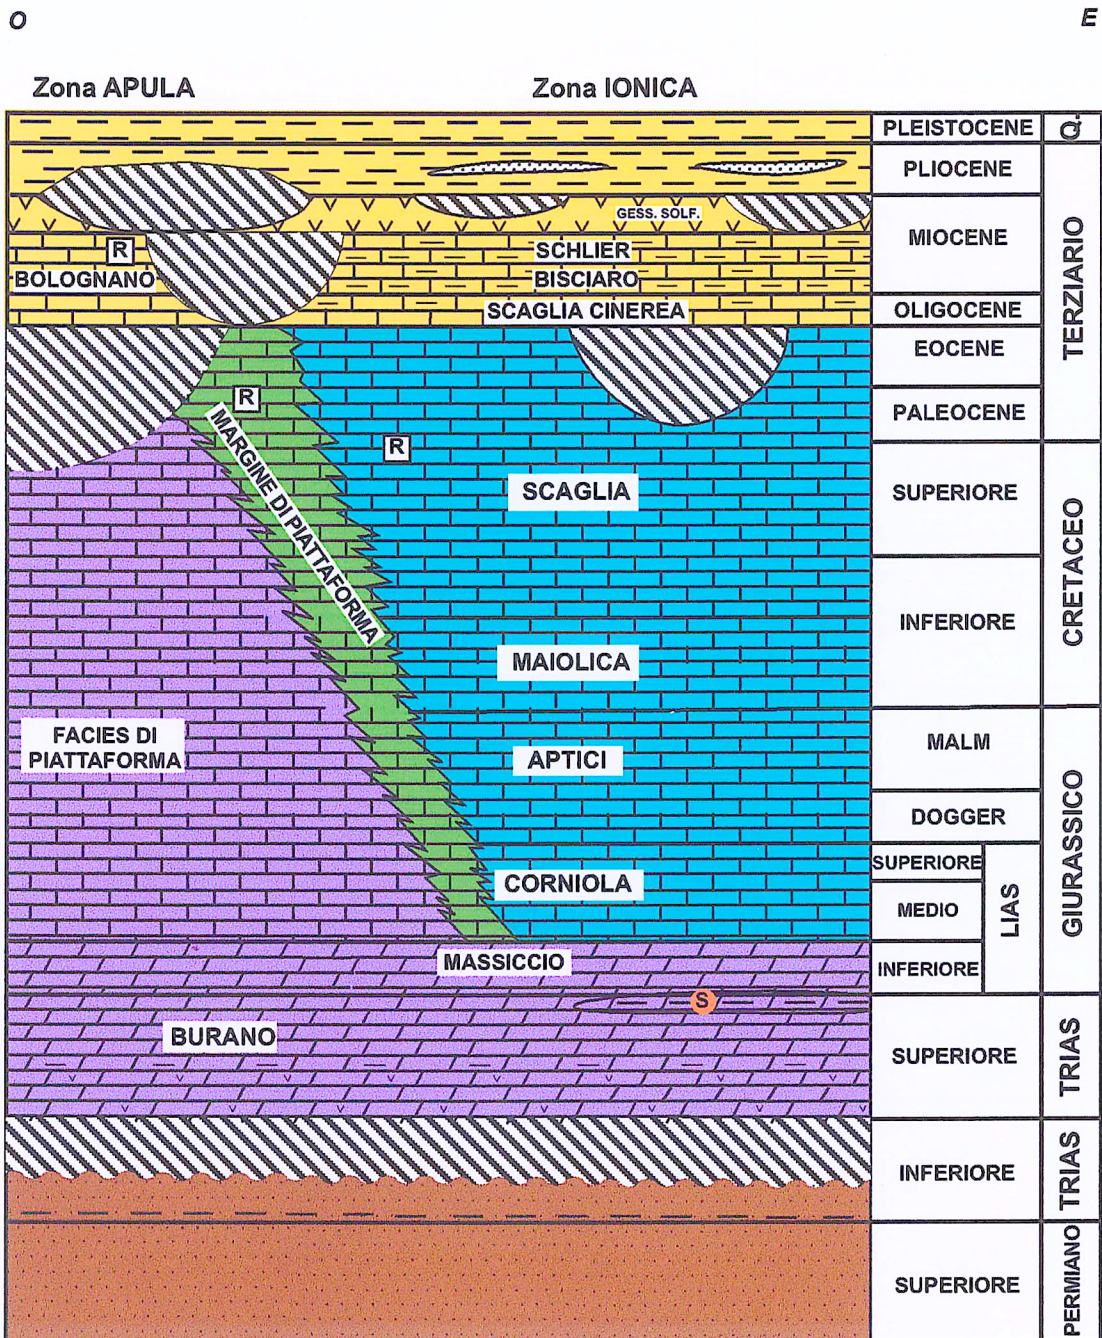 O
E
Zona APULA
Zona IONICA
PLEISTOCENE
Q.
PLIOCENE
GESS. SOLF.
MIOCENE
R
SCHLIER
BOLOGNANO
BISCIARO
SCAGLIA CINEREA
OLIGOCENE
TERZIARIO
EOCENE
R
PALEOCENE
MARGINE DI PIATTAFORMA
R
SCAGLIA
SUPERIORE
CRETACEO
INFERIORE
MAIOLICA
FACIES DI
PIATTAFORMA
APTICI
MALM
DOGGER
GIURASSICO
SUPERIORE
CORNIOLA
MEDIO
LIAS
MASSICCIO
INFERIORE
S
BURANO
SUPERIORE
TRIAS
INFERIORE
TRIAS
SUPERIORE
PERMIANO